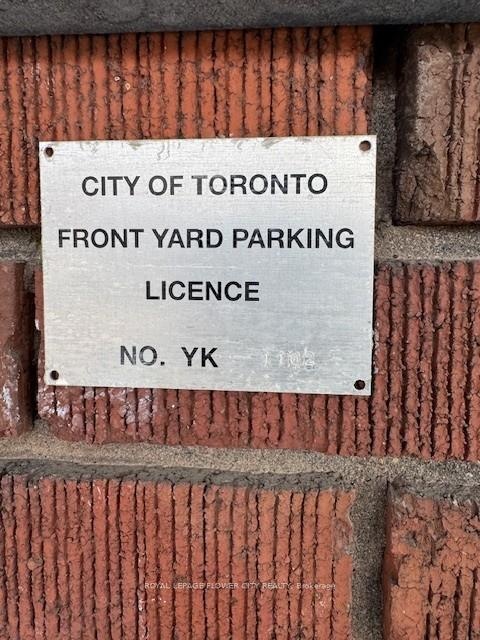 CITY OF TORONTO
FRONT YARD PARKING
LICENCE
NO. YK
ROYAL LEPAGE FLOWER CITY REALTY, Brokerage